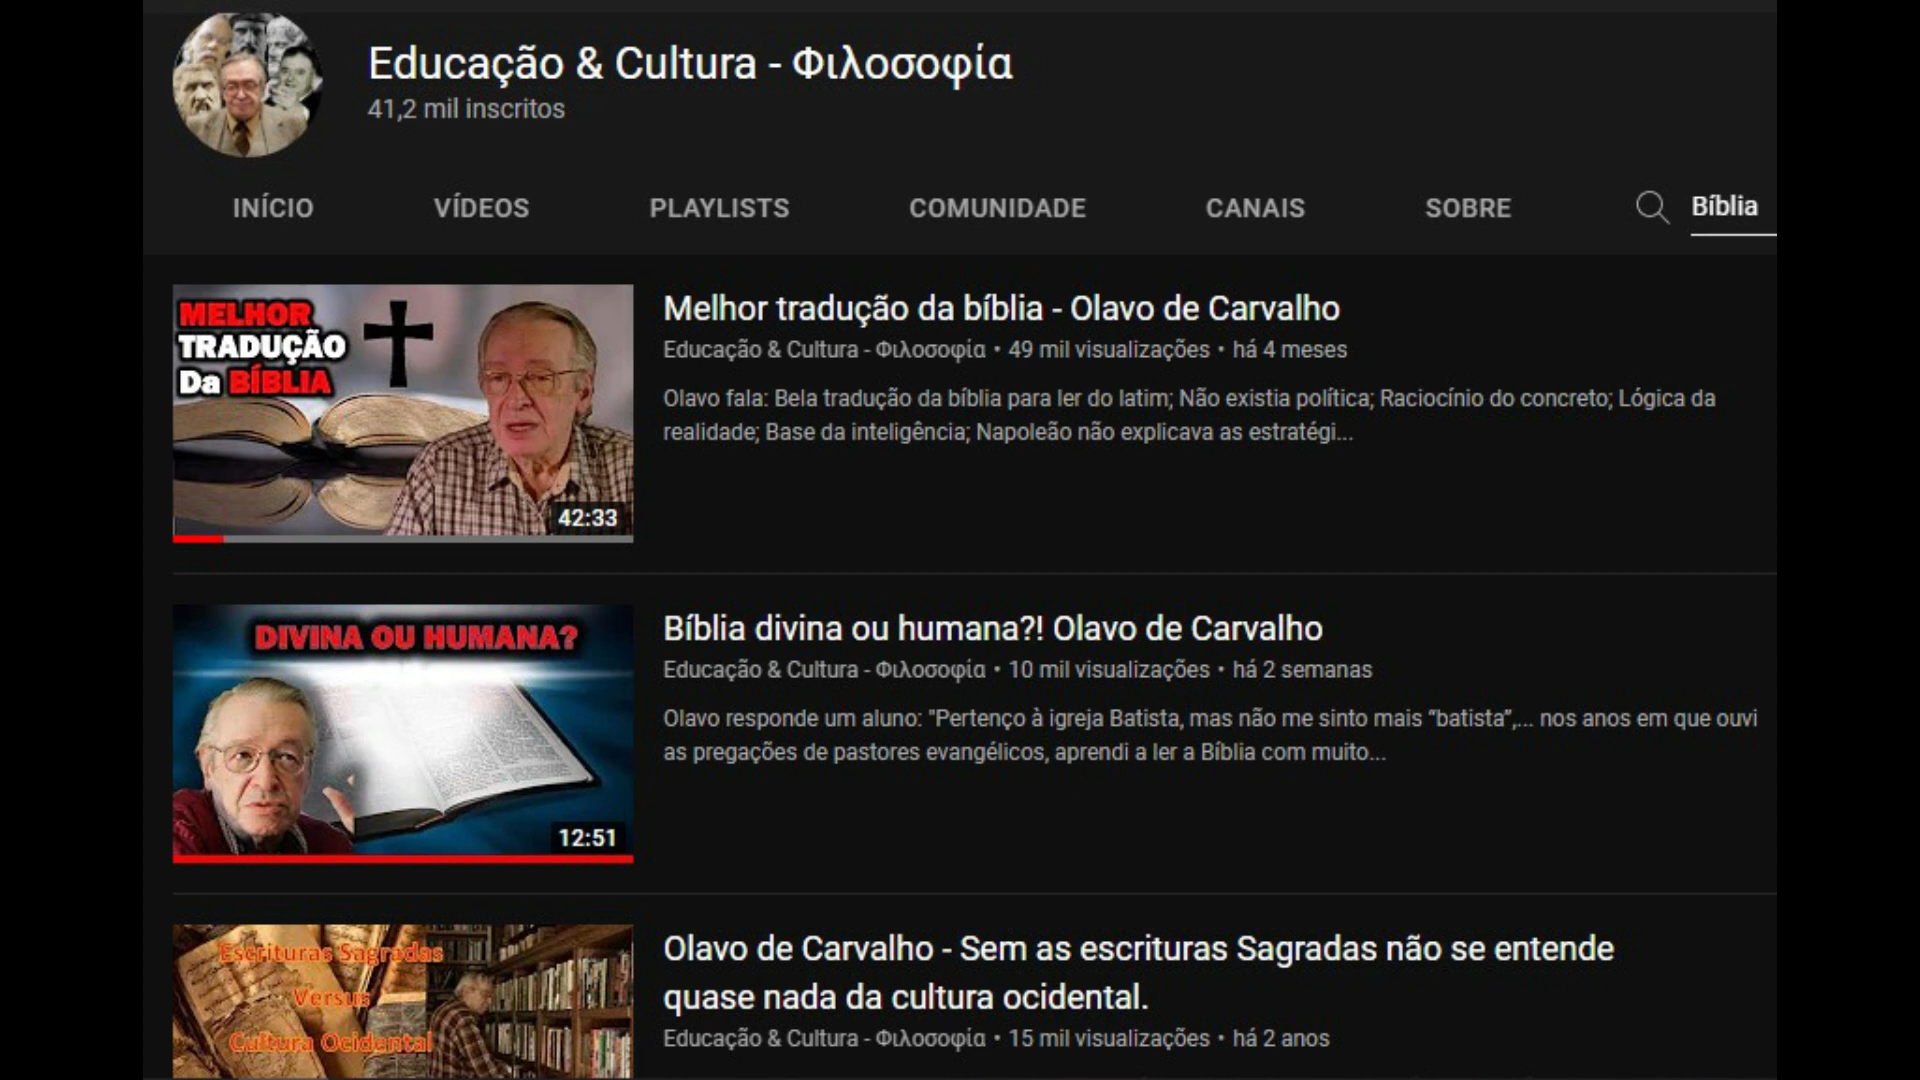 Educação & Cultura - Φιλοσοφία
41,2 mil inscritos
INÍCIO VÍDEOS PLAYLISTS COMUNIDADE CANAIS SOBRE Bíblia
MELHOR
TRADUÇÃO
Da BÍBLIA
42:33
Melhor tradução da bíblia - Olavo de Carvalho
Educação & Cultura - Φιλοσοφία • 49 mil visualizações • há 4 meses
Olavo fala: Bela tradução da bíblia para ler do latim; Não existia política; Raciocínio do concreto; Lógica da
realidade; Base da inteligência; Napoleão não explicava as estratégi...
DIVINA OU HUMANA?
12:51
Bíblia divina ou humana?! Olavo de Carvalho
Educação & Cultura - Φιλοσοφία • 10 mil visualizações • há 2 semanas
Olavo responde um aluno: "Pertenço à igreja Batista, mas não me sinto mais “batista”,... nos anos em que ouvi
as pregações de pastores evangélicos, aprendi a ler a Bíblia com muito...
Escrituras Sagradas
Versus
Cultura Ocidental
Olavo de Carvalho - Sem as escrituras Sagradas não se entende
quase nada da cultura ocidental.
Educação & Cultura - Φιλοσοφία • 15 mil visualizações • há 2 anos